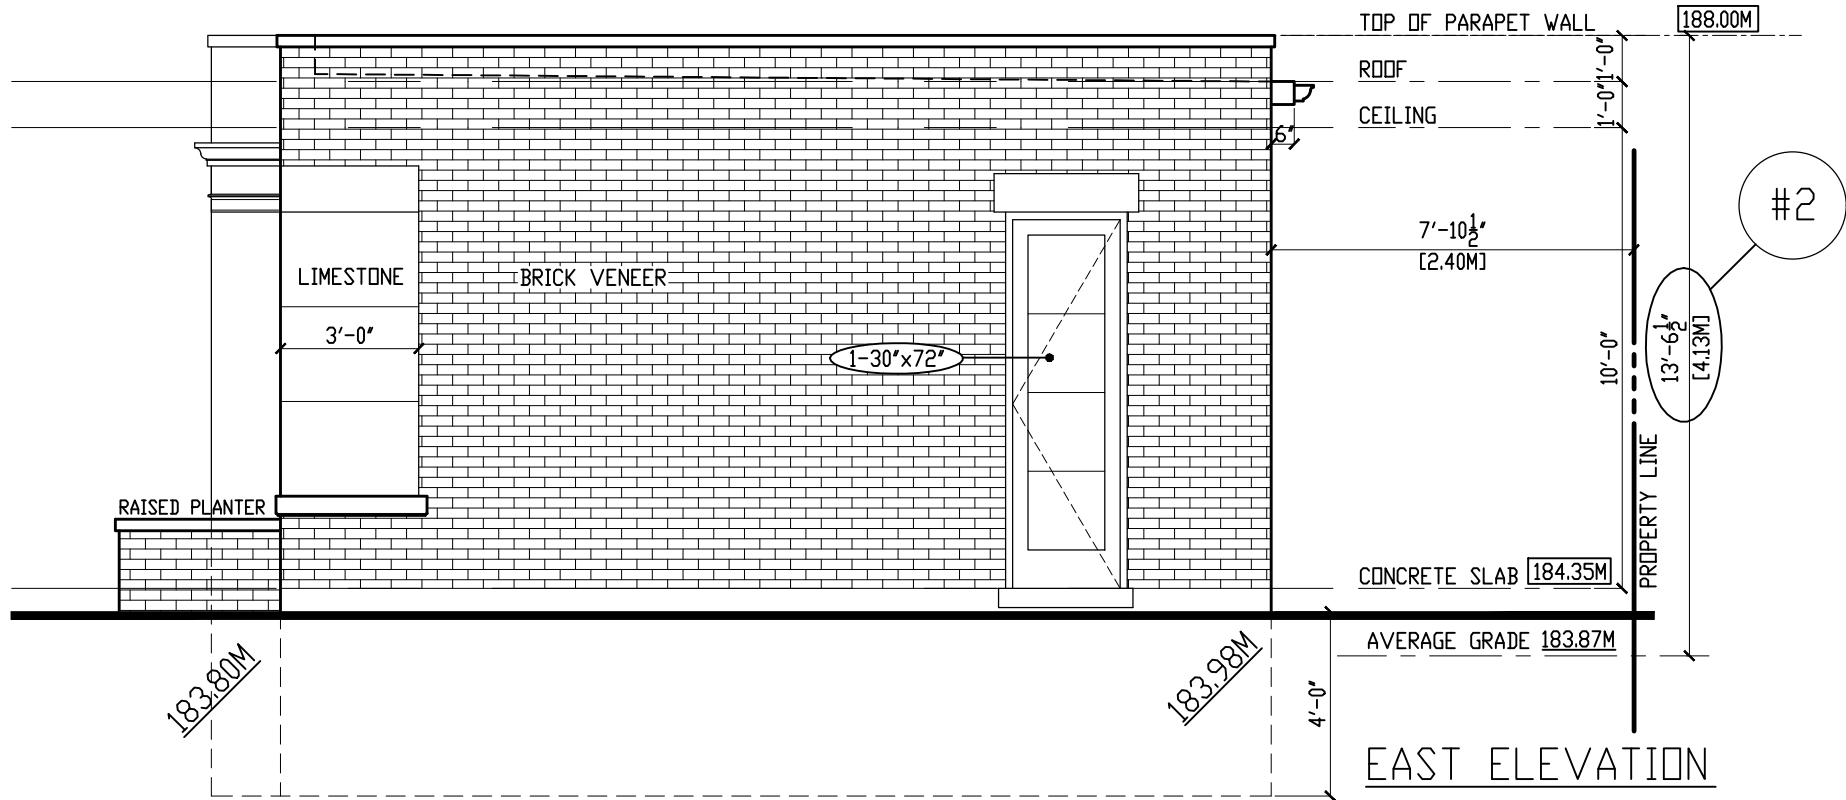 TOP OF PARAPET WALL
188.00M
1'-0"
ROOF
1'-0"
CEILING
6"
#2
7'-10½"
[2.40M]
LIMESTONE
BRICK VENEER
3'-0"
1-30"x72"
10'-0"
13'-6½"
[4.13M]
PROPERTY LINE
RAISED PLANTER
CONCRETE SLAB 184.35M
AVERAGE GRADE 183.87M
183.80M
183.98M
4'-0"
EAST ELEVATION